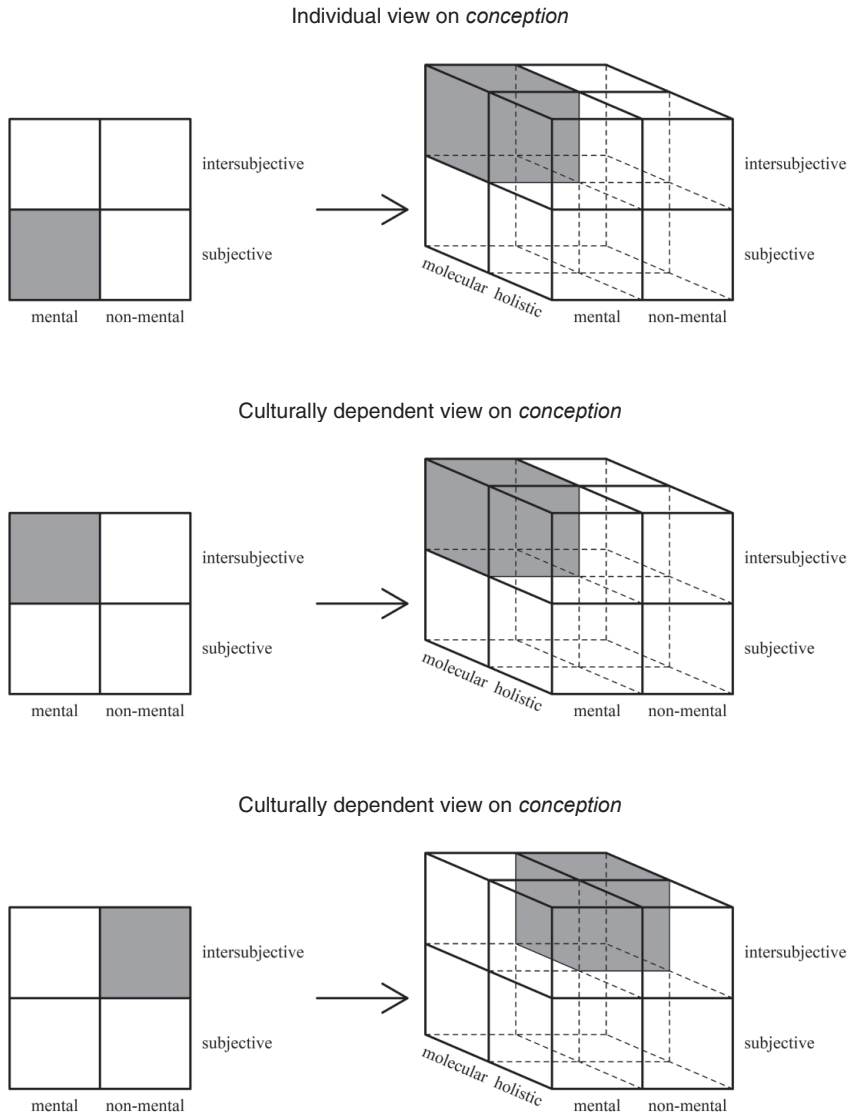 Individual view on conception
intersubjective
subjective
mental non-mental
intersubjective
subjective
molecular holistic
mental non-mental
Culturally dependent view on conception
intersubjective
subjective
mental non-mental
intersubjective
subjective
molecular holistic
mental non-mental
Culturally dependent view on conception
intersubjective
subjective
mental non-mental
intersubjective
subjective
molecular holistic
mental non-mental